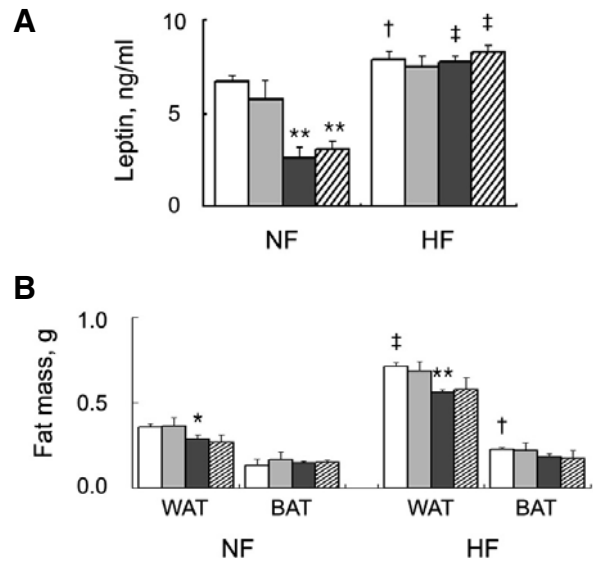 A
10
5
0
Leptin, ng/ml
†
‡
‡
** **
NF HF
B
1.0
0.5
0.0
Fat mass, g
*
‡
**
†
WAT BAT WAT BAT
NF HF